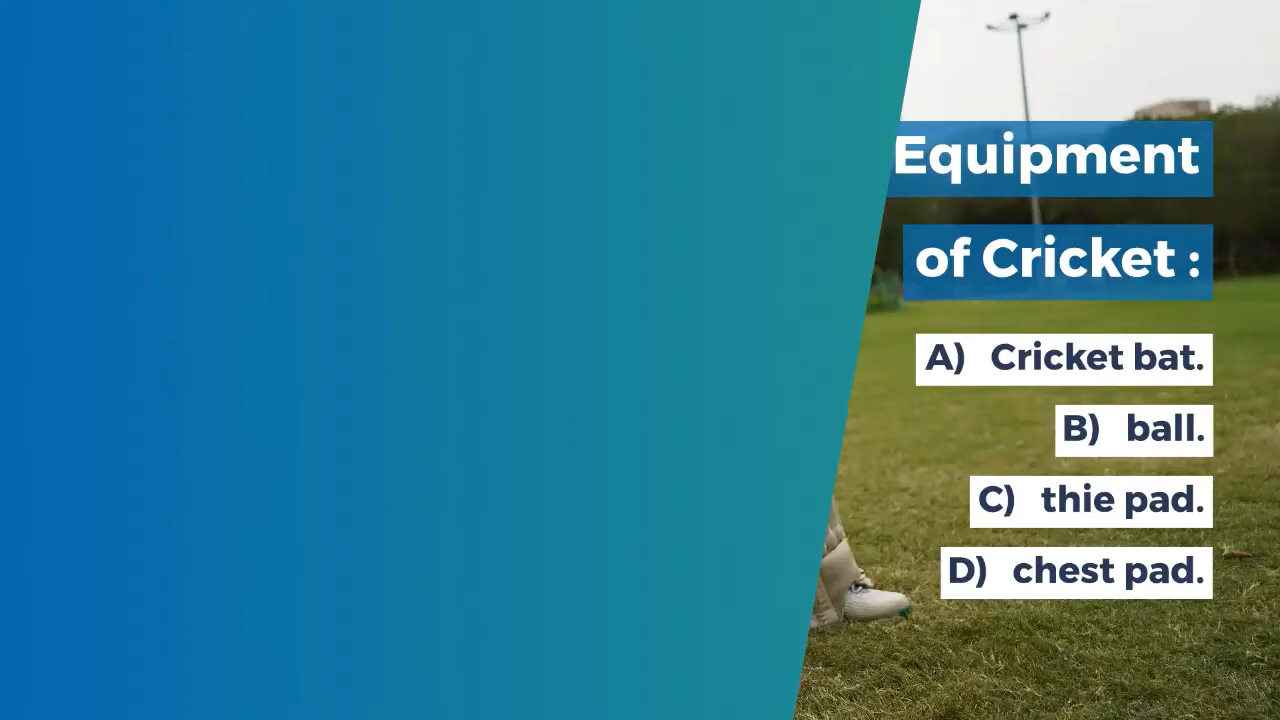 Equipment
of Cricket :
A) Cricket bat.
B) ball.
C) thie pad.
D) chest pad.